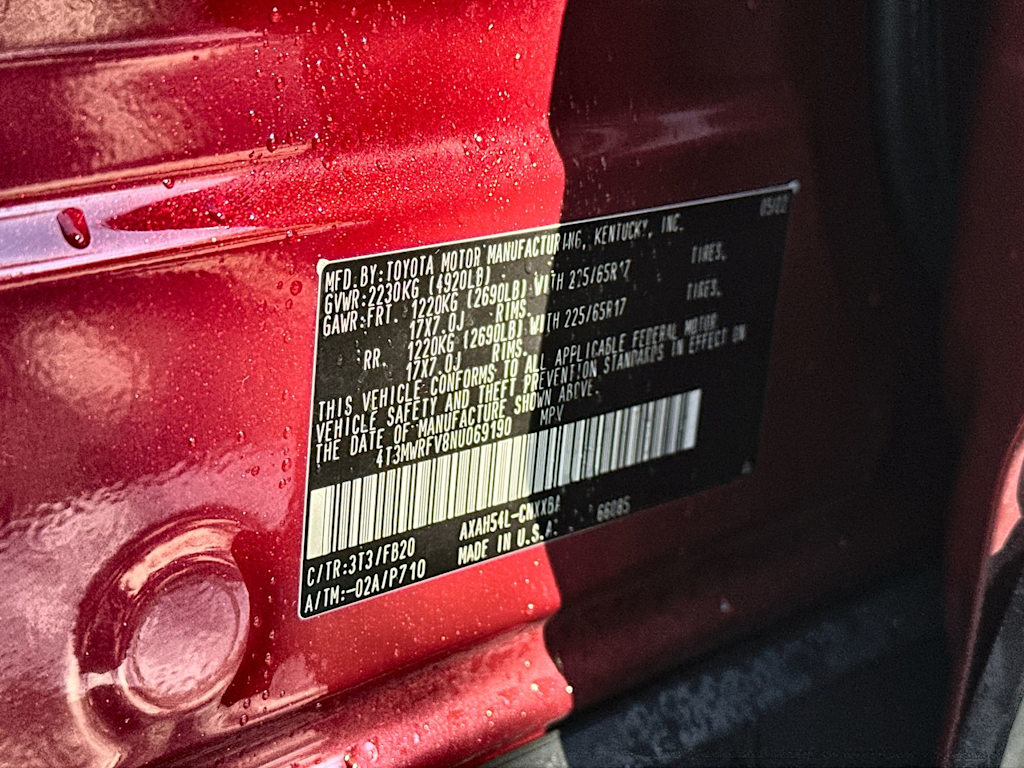 MFD.BY:TOYOTA MOTOR MANUFACTURING, KENTUCKY, INC. 05/22
GVWR:2230KG (4920LB)
GAWR:FRT. 1220KG (2690LB) WITH 225/65R17 TIRES,
17X7.0J RIMS.
RR. 1220KG (2690LB) WITH 225/65R17 TIRES,
17X7.0J RIMS.
THIS VEHICLE CONFORMS TO ALL APPLICABLE FEDERAL MOTOR
VEHICLE SAFETY AND THEFT PREVENTION STANDARDS IN EFFECT ON
THE DATE OF MANUFACTURE SHOWN ABOVE.
4T3MWRFV8NU069190 MPV
C/TR:3T3/FB20 AXAH54L-CNXXBA 66085
A/TM:-02A/P710 MADE IN U.S.A.